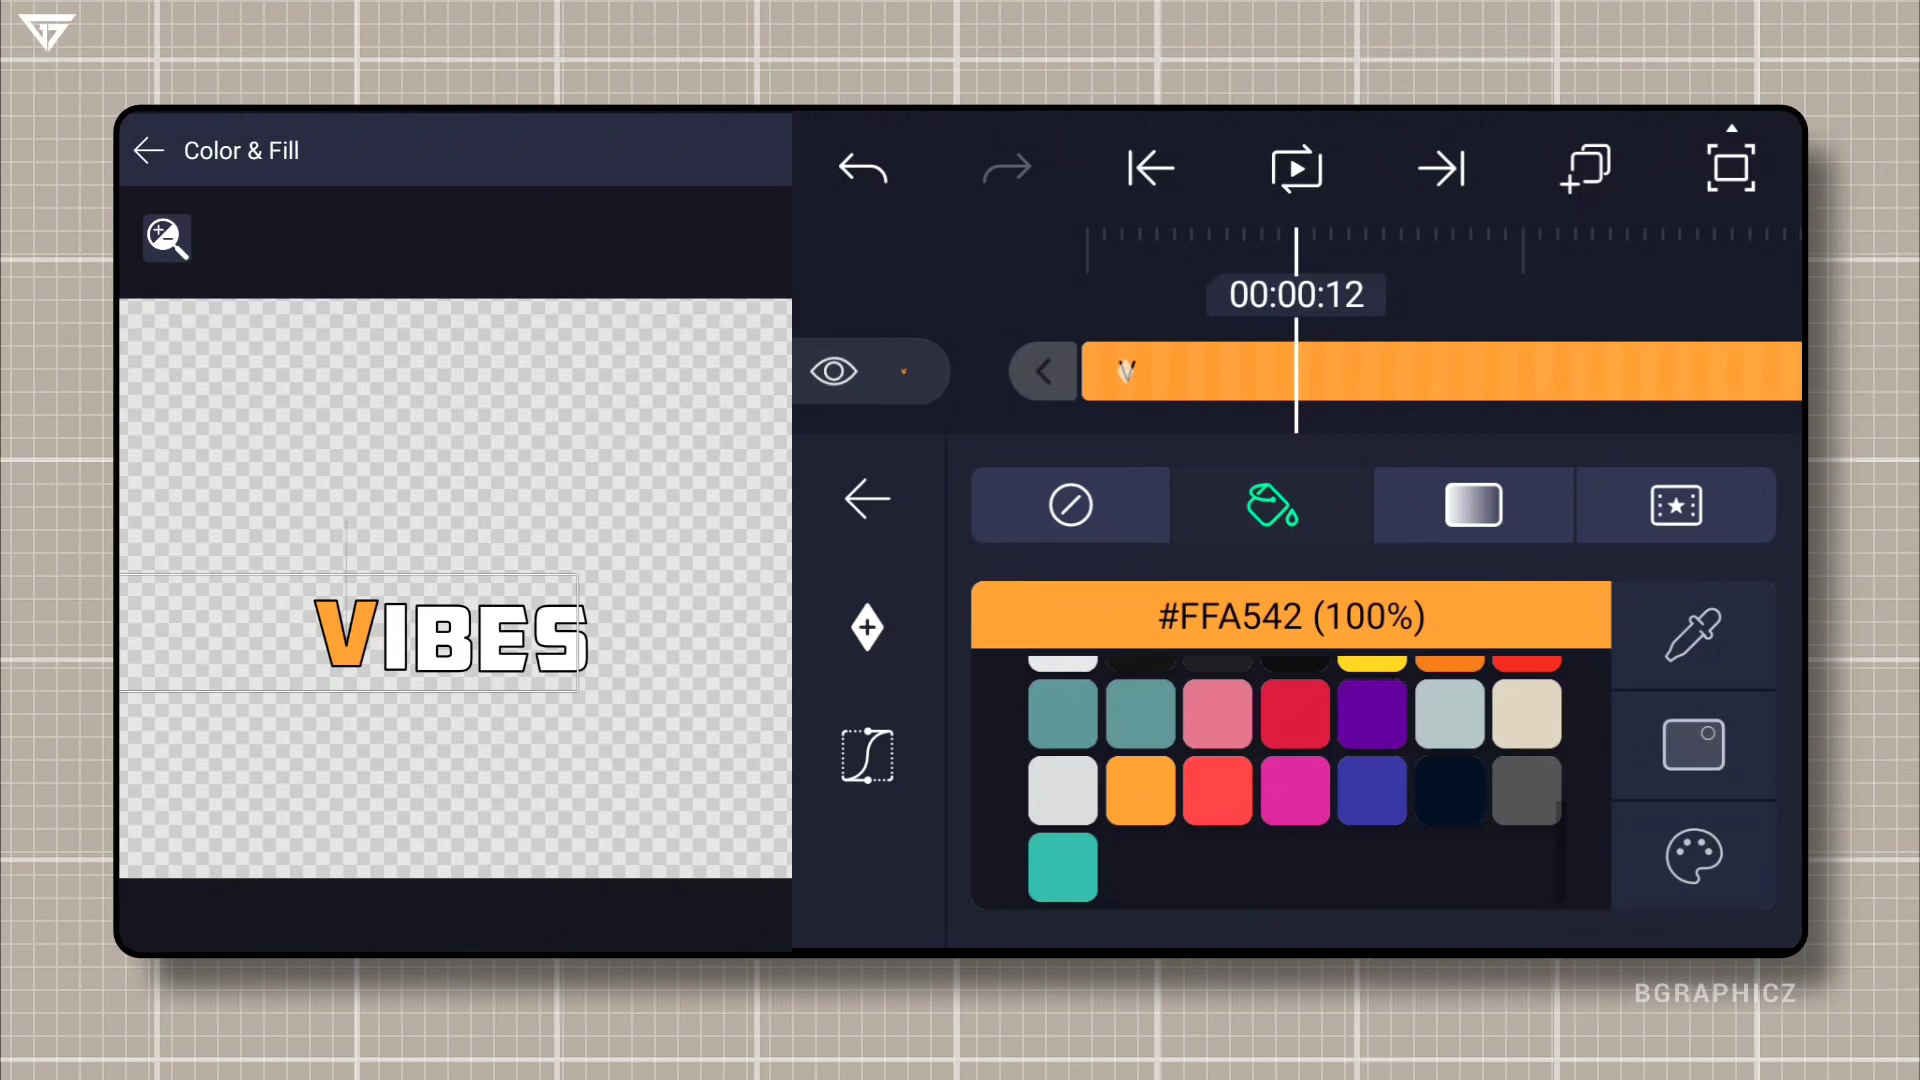 Color & Fill
00:00:12
V
VIBES
#FFA542 (100%)
BGRAPHICZ